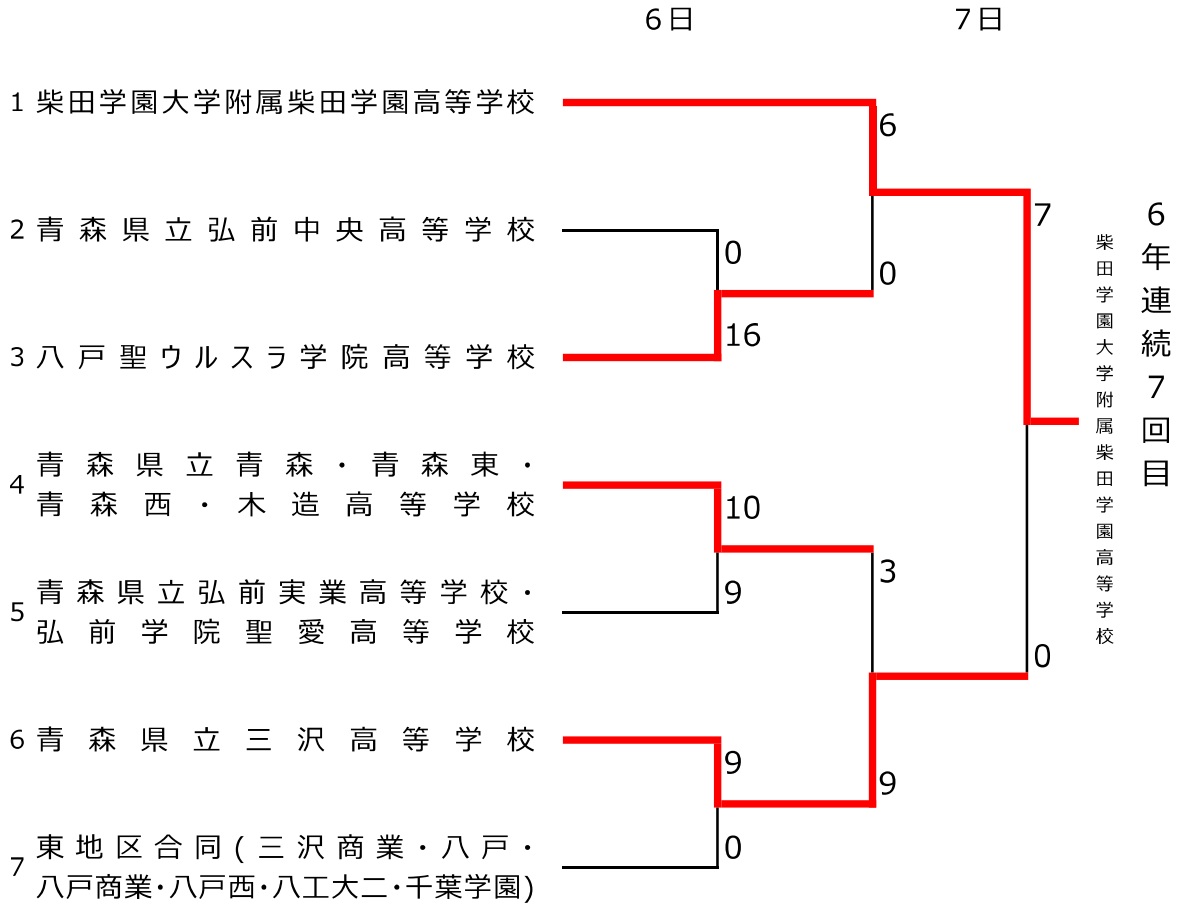 6日
7日
1 柴田学園大学附属柴田学園高等学校
2 青森県立弘前中央高等学校
3 八戸聖ウルスラ学院高等学校
4 青森県立青森・青森東・
青森西・木造高等学校
5 青森県立弘前実業高等学校・
弘前学院聖愛高等学校
6 青森県立三沢高等学校
7 東地区合同(三沢商業・八戸・
八戸商業・八戸西・八工大二・千葉学園)
0
16
10
9
9
0
6
0
3
9
7
0
柴田学園大学附属柴田学園高等学校
6年連続7回目